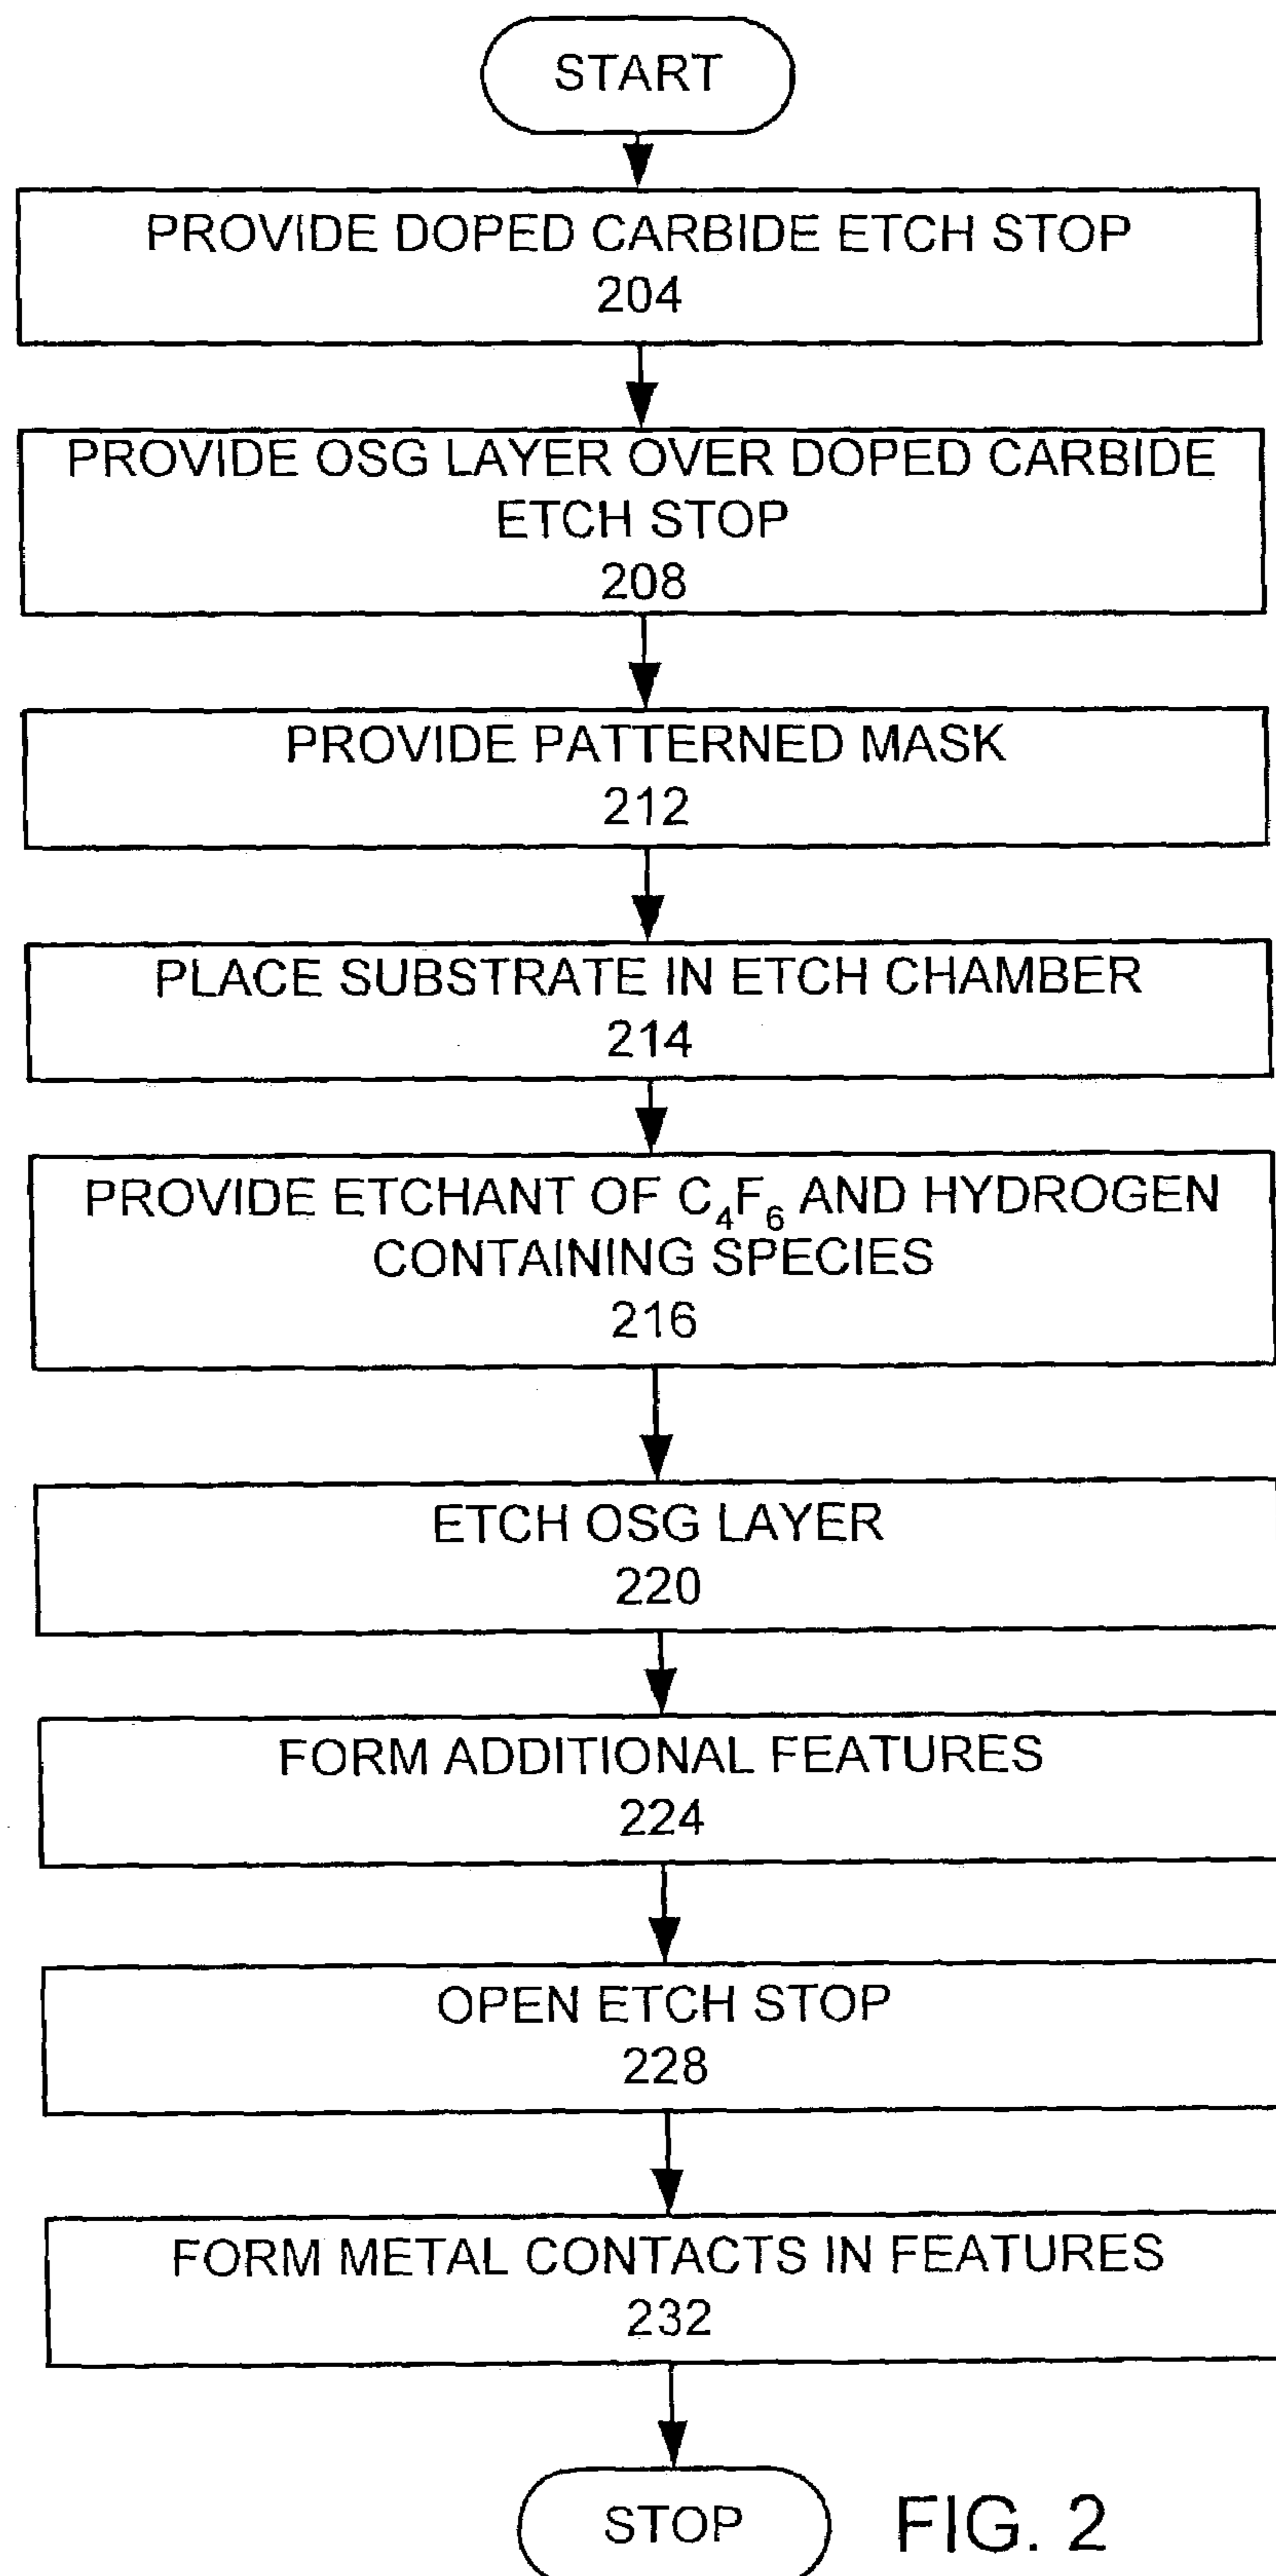 START
PROVIDE DOPED CARBIDE ETCH STOP
204
PROVIDE OSG LAYER OVER DOPED CARBIDE
ETCH STOP
208
PROVIDE PATTERNED MASK
212
PLACE SUBSTRATE IN ETCH CHAMBER
214
PROVIDE ETCHANT OF C₄F₆ AND HYDROGEN
CONTAINING SPECIES
216
ETCH OSG LAYER
220
FORM ADDITIONAL FEATURES
224
OPEN ETCH STOP
228
FORM METAL CONTACTS IN FEATURES
232
STOP
FIG. 2